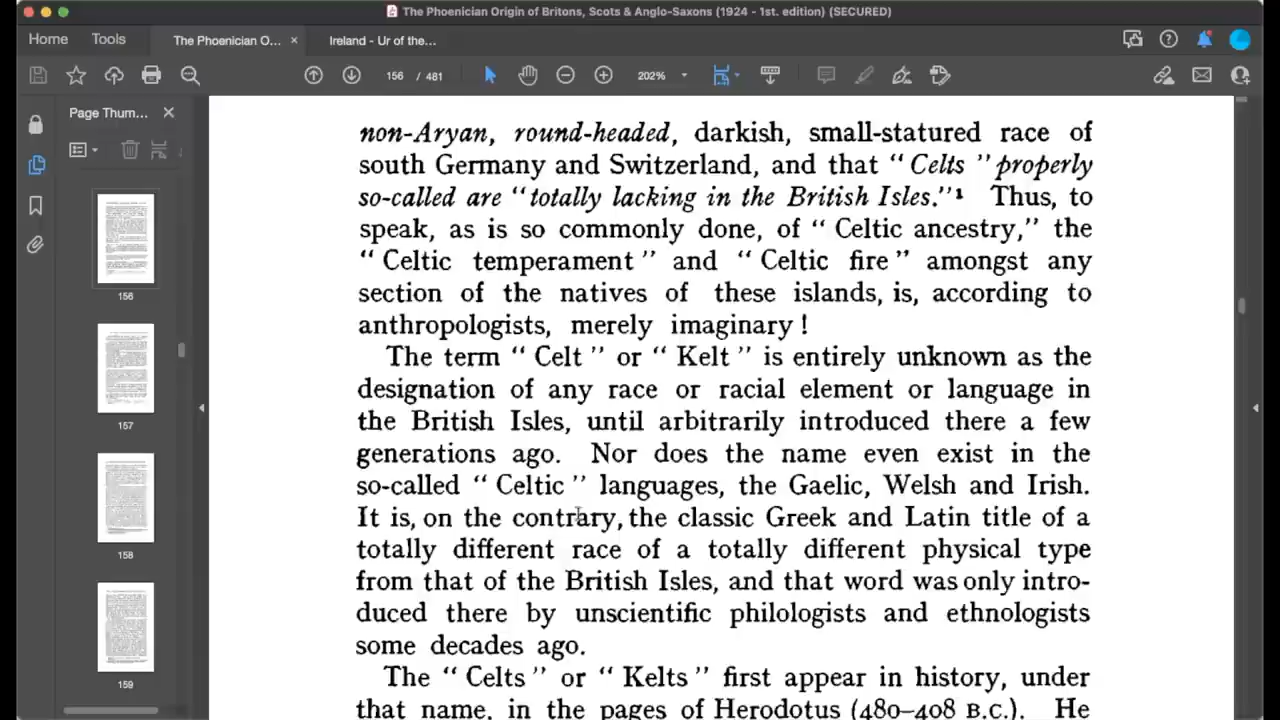 The Phoenician Origin of Britons, Scots & Anglo-Saxons (1924 - 1st. edition) (SECURED)
Home Tools The Phoenician O... × Ireland - Ur of the...
156 / 481 202%
Page Thum...
156
157
158
159
non-Aryan, round-headed, darkish, small-statured race of
south Germany and Switzerland, and that “ Celts ” properly
so-called are “totally lacking in the British Isles.”¹ Thus, to
speak, as is so commonly done, of “ Celtic ancestry,” the
“ Celtic temperament ” and “ Celtic fire ” amongst any
section of the natives of these islands, is, according to
anthropologists, merely imaginary !
The term “ Celt ” or “ Kelt ” is entirely unknown as the
designation of any race or racial element or language in
the British Isles, until arbitrarily introduced there a few
generations ago. Nor does the name even exist in the
so-called “ Celtic ” languages, the Gaelic, Welsh and Irish.
It is, on the contrary, the classic Greek and Latin title of a
totally different race of a totally different physical type
from that of the British Isles, and that word was only intro-
duced there by unscientific philologists and ethnologists
some decades ago.
The “ Celts ” or “ Kelts ” first appear in history, under
that name, in the pages of Herodotus (480–408 B.C.). He